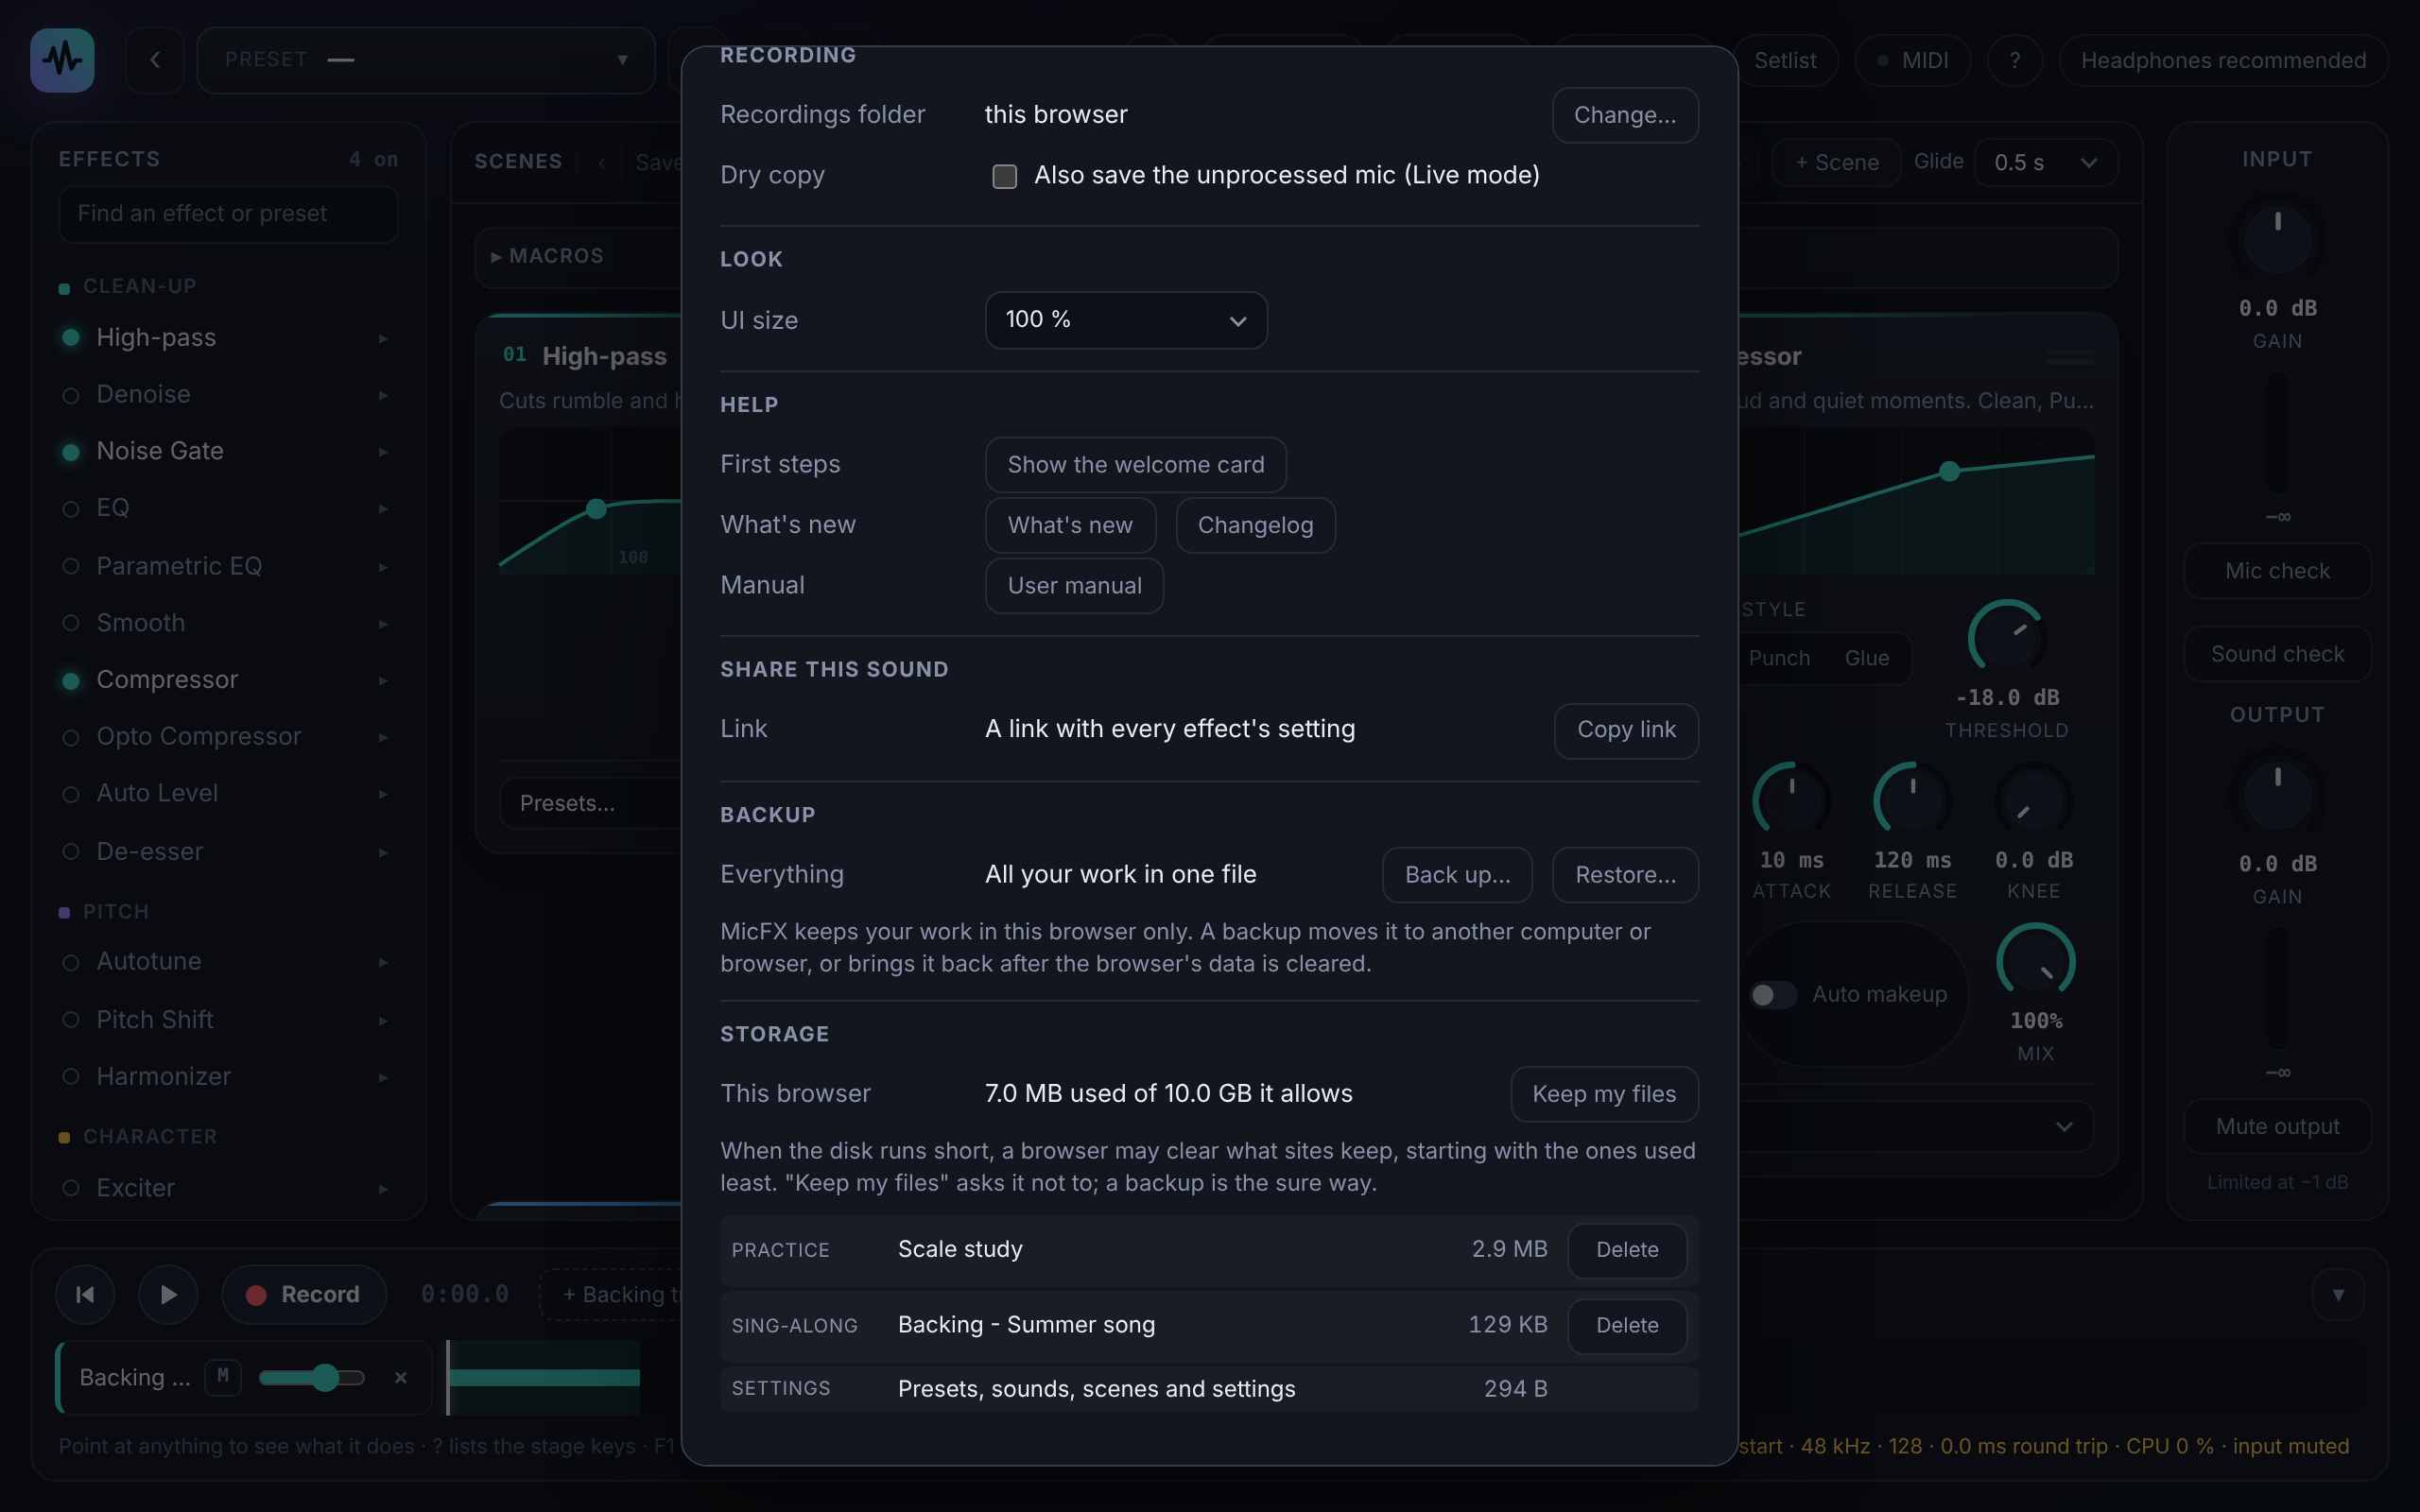 PRESET —
Setlist
MIDI
?
Headphones recommended
EFFECTS
4 on
Find an effect or preset
CLEAN-UP
High-pass
Denoise
Noise Gate
EQ
Parametric EQ
Smooth
Compressor
Opto Compressor
Auto Level
De-esser
PITCH
Autotune
Pitch Shift
Harmonizer
CHARACTER
Exciter
SCENES
Save
MACROS
01 High-pass
Cuts rumble and h
100
Presets...
RECORDING
Recordings folder
this browser
Change...
Dry copy
Also save the unprocessed mic (Live mode)
LOOK
UI size
100 %
HELP
First steps
Show the welcome card
What's new
What's new
Changelog
Manual
User manual
SHARE THIS SOUND
Link
A link with every effect's setting
Copy link
BACKUP
Everything
All your work in one file
Back up...
Restore...
MicFX keeps your work in this browser only. A backup moves it to another computer or
browser, or brings it back after the browser's data is cleared.
STORAGE
This browser
7.0 MB used of 10.0 GB it allows
Keep my files
When the disk runs short, a browser may clear what sites keep, starting with the ones used
least. "Keep my files" asks it not to; a backup is the sure way.
PRACTICE
Scale study
2.9 MB
Delete
SING-ALONG
Backing - Summer song
129 KB
Delete
SETTINGS
Presets, sounds, scenes and settings
294 B
+ Scene
Glide
0.5 s
essor
ud and quiet moments. Clean, Pu...
STYLE
Punch
Glue
-18.0 dB
THRESHOLD
10 ms
ATTACK
120 ms
RELEASE
0.0 dB
KNEE
Auto makeup
100%
MIX
INPUT
0.0 dB
GAIN
−∞
Mic check
Sound check
OUTPUT
0.0 dB
GAIN
−∞
Mute output
Limited at −1 dB
Record
0:00.0
+ Backing t
Backing ...
M
×
Point at anything to see what it does · ? lists the stage keys · F1
start · 48 kHz · 128 · 0.0 ms round trip · CPU 0 % · input muted